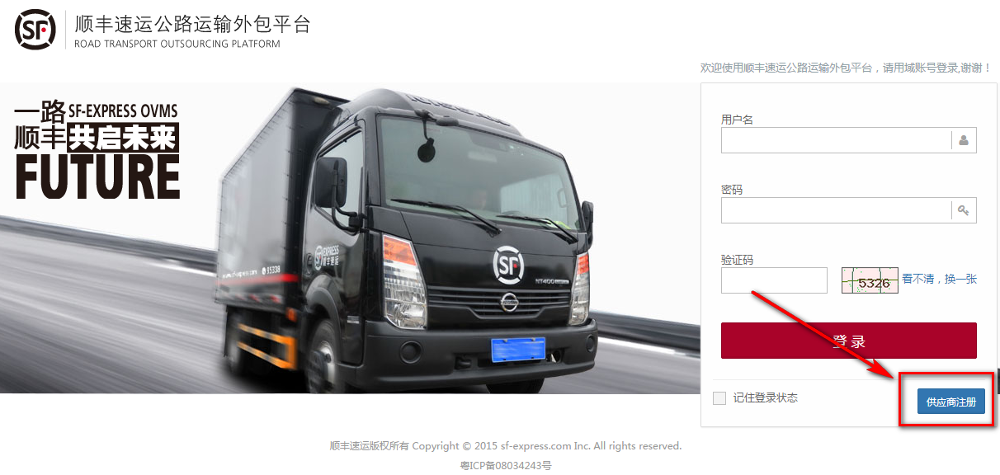 SF
顺丰速运公路运输外包平台
ROAD TRANSPORT OUTSOURCING PLATFORM
欢迎使用顺丰速运公路运输外包平台，请用域账号登录,谢谢！
一路 SF-EXPRESS OVMS
顺丰共启未来
FUTURE
SF EXPRESS
顺丰速运
95338
SF
NT400
NISSAN
用户名
密码
验证码
5326 看不清，换一张
登 录
记住登录状态
供应商注册
顺丰速运版权所有 Copyright © 2015 sf-express.com Inc. All rights reserved.
粤ICP备08034243号